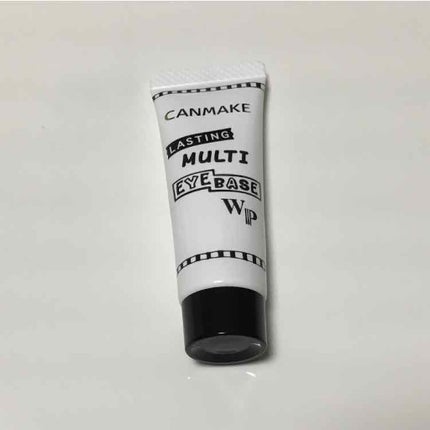 CANMAKE
LASTING
MULTI
EYE BASE
WP